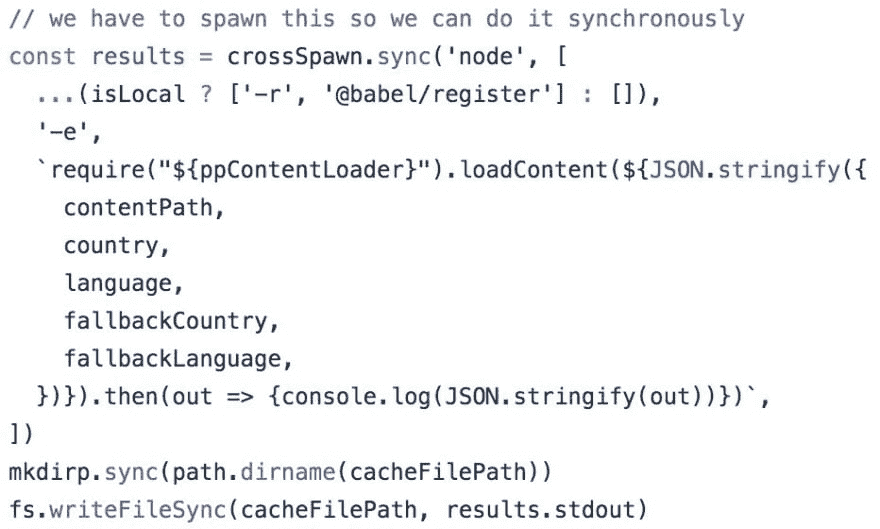 // we have to spawn this so we can do it synchronously
const results = crossSpawn.sync('node', [
  ...(isLocal ? ['-r', '@babel/register'] : []),
  '-e',
  `require("${ppContentLoader}").loadContent(${JSON.stringify({
    contentPath,
    country,
    language,
    fallbackCountry,
    fallbackLanguage,
  })}).then(out => {console.log(JSON.stringify(out))})`,
])
mkdirp.sync(path.dirname(cacheFilePath))
fs.writeFileSync(cacheFilePath, results.stdout)